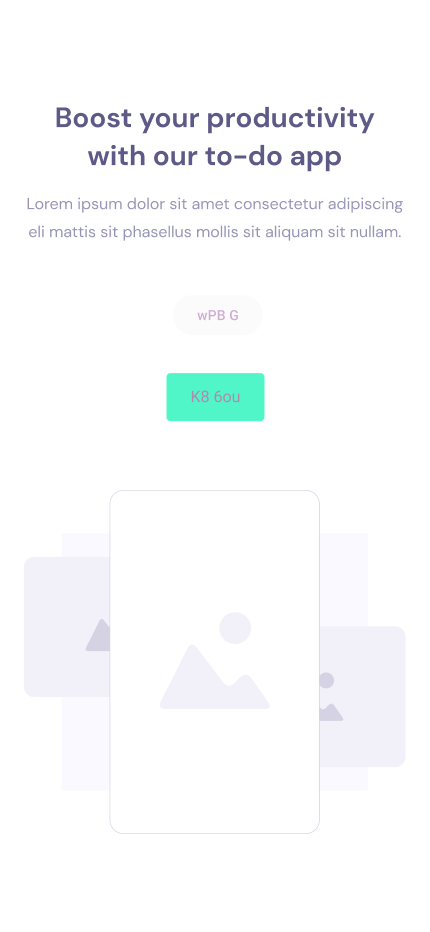 Boost your productivity
with our to-do app
Lorem ipsum dolor sit amet consectetur adipiscing
eli mattis sit phasellus mollis sit aliquam sit nullam.
wPB G
K8 6ou